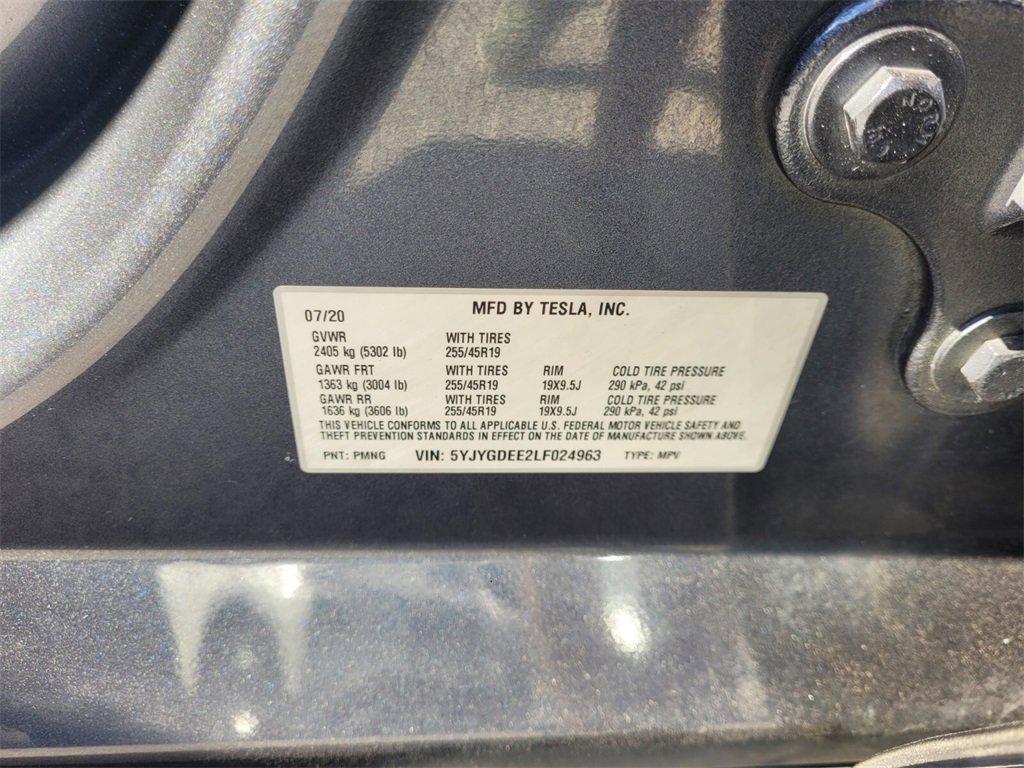 07/20 MFD BY TESLA, INC.
GVWR WITH TIRES
2405 kg (5302 lb) 255/45R19
GAWR FRT WITH TIRES RIM COLD TIRE PRESSURE
1363 kg (3004 lb) 255/45R19 19X9.5J 290 kPa, 42 psi
GAWR RR WITH TIRES RIM COLD TIRE PRESSURE
1636 kg (3606 lb) 255/45R19 19X9.5J 290 kPa, 42 psi
THIS VEHICLE CONFORMS TO ALL APPLICABLE U.S. FEDERAL MOTOR VEHICLE SAFETY AND
THEFT PREVENTION STANDARDS IN EFFECT ON THE DATE OF MANUFACTURE SHOWN ABOVE.
PNT: PMNG VIN: 5YJYGDEE2LF024963 TYPE: MPV